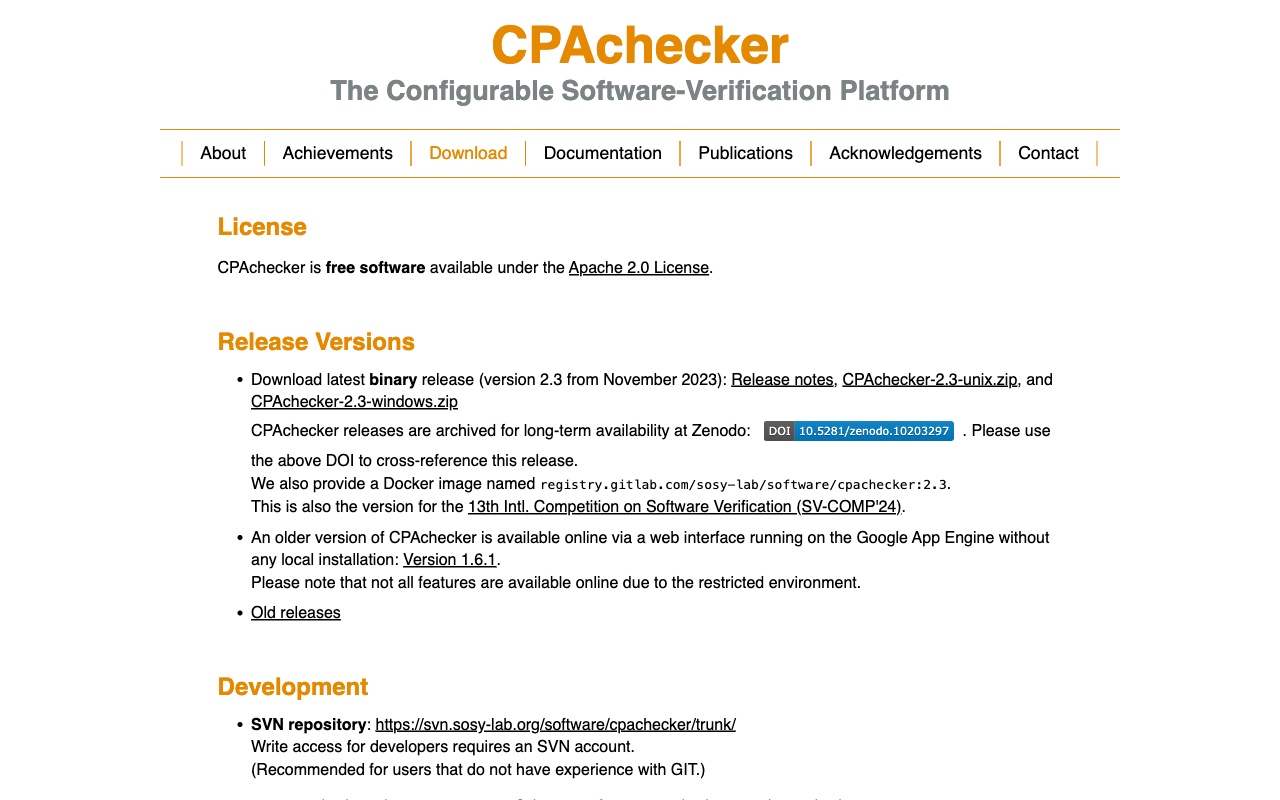 CPAchecker
The Configurable Software-Verification Platform
About
Achievements
Download
Documentation
Publications
Acknowledgements
Contact
License
CPAchecker is free software available under the Apache 2.0 License.
Release Versions
• Download latest binary release (version 2.3 from November 2023): Release notes, CPAchecker-2.3-unix.zip, and
CPAchecker-2.3-windows.zip
CPAchecker releases are archived for long-term availability at Zenodo: DOI 10.5281/zenodo.10203297 . Please use
the above DOI to cross-reference this release.
We also provide a Docker image named registry.gitlab.com/sosy-lab/software/cpachecker:2.3.
This is also the version for the 13th Intl. Competition on Software Verification (SV-COMP'24).
• An older version of CPAchecker is available online via a web interface running on the Google App Engine without
any local installation: Version 1.6.1.
Please note that not all features are available online due to the restricted environment.
• Old releases
Development
• SVN repository: https://svn.sosy-lab.org/software/cpachecker/trunk/
Write access for developers requires an SVN account.
(Recommended for users that do not have experience with GIT.)